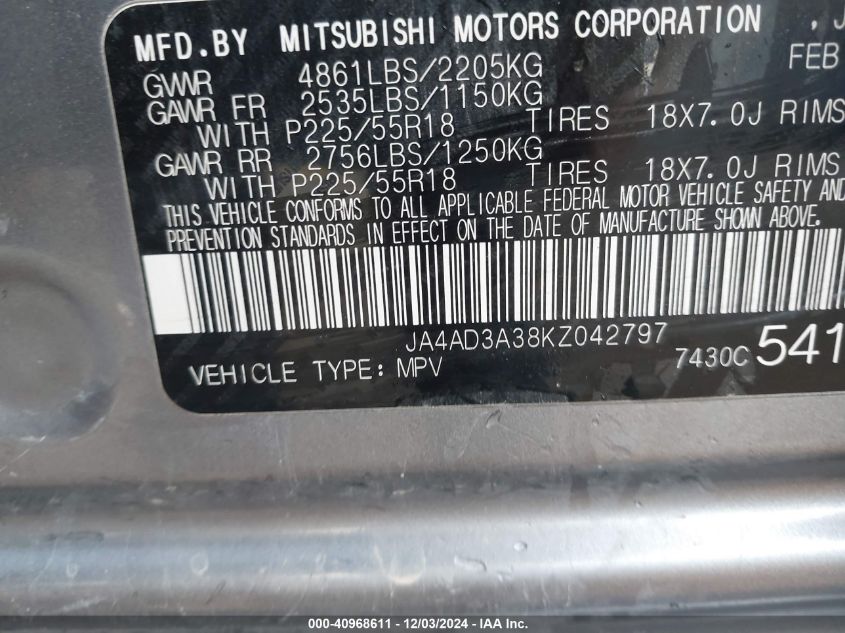 MFD.BY MITSUBISHI MOTORS CORPORATION , J
FEB
GWWR 4861LBS/2205KG
GAWR FR 2535LBS/1150KG
WITH P225/55R18 TIRES 18X7.0J RIMS
GAWR RR 2756LBS/1250KG
WITH P225/55R18 TIRES 18X7.0J RIMS
THIS VEHICLE CONFORMS TO ALL APPLICABLE FEDERAL MOTOR VEHICLE SAFETY AND
PREVENTION STANDARDS IN EFFECT ON THE DATE OF MANUFACTURE SHOWN ABOVE.
JA4AD3A38KZ042797
VEHICLE TYPE: MPV 7430C 541
000-40968611 - 12/03/2024 - IAA Inc.